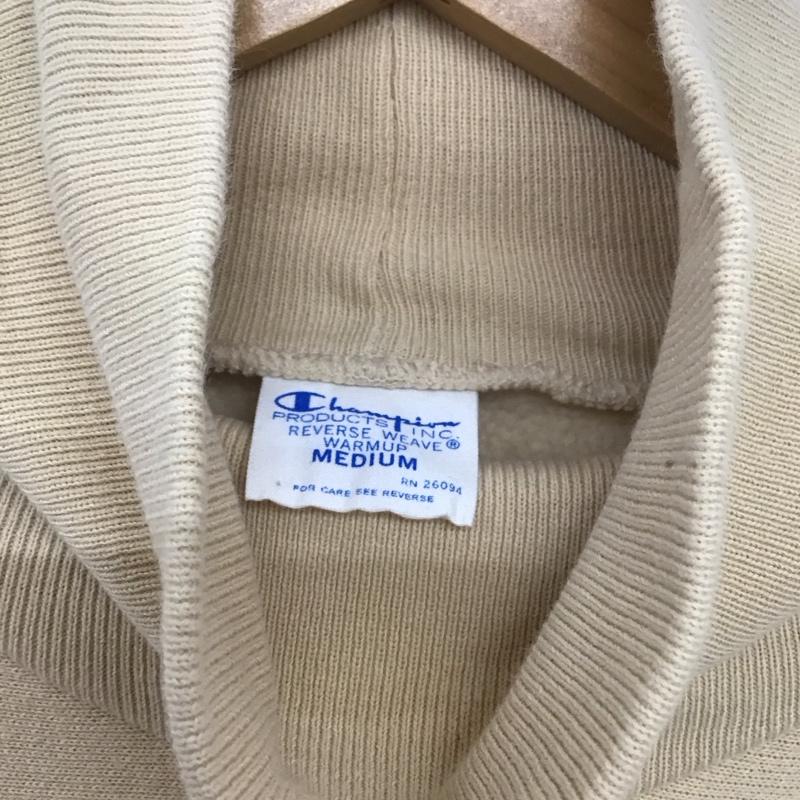 Champion
PRODUCTS INC.
REVERSE WEAVE®
WARMUP
MEDIUM
RN 26094
FOR CARE SEE REVERSE